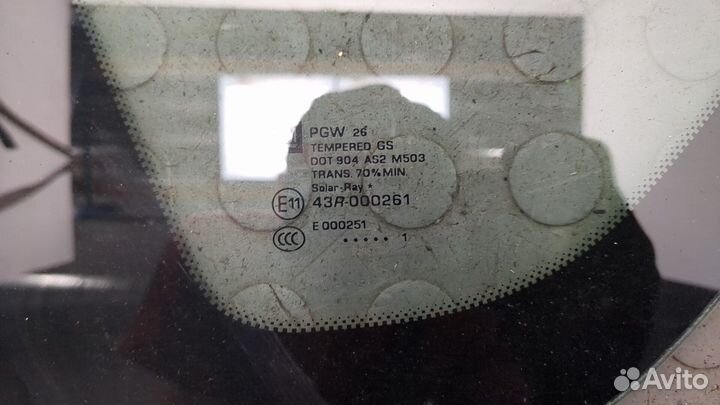 PGW 26
TEMPERED GS
DOT 904 AS2 M503
TRANS. 70% MIN.
Solar-Ray *
E11 43R-000261
CCC E000251
• • • • • 1
Avito